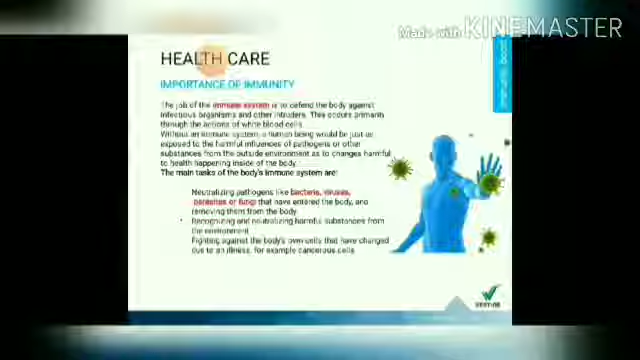 Made with KINEMASTER
HEALTH CARE
IMPORTANCE OF IMMUNITY
The job of the immune system is to defend the body against
infectious organisms and other intruders. This occurs primarily
through the actions of white blood cells.
Without an immune system, a human being would be just as
exposed to the harmful influences of pathogens or other
substances from the outside environment as to changes harmful
to health happening inside of the body.
The main tasks of the body's immune system are:
Neutralizing pathogens like bacteria, viruses,
parasites or fungi that have entered the body, and
removing them from the body
• Recognizing and neutralizing harmful substances from
the environment
Fighting against the body's own cells that have changed
due to an illness, for example cancerous cells
VESTIGE